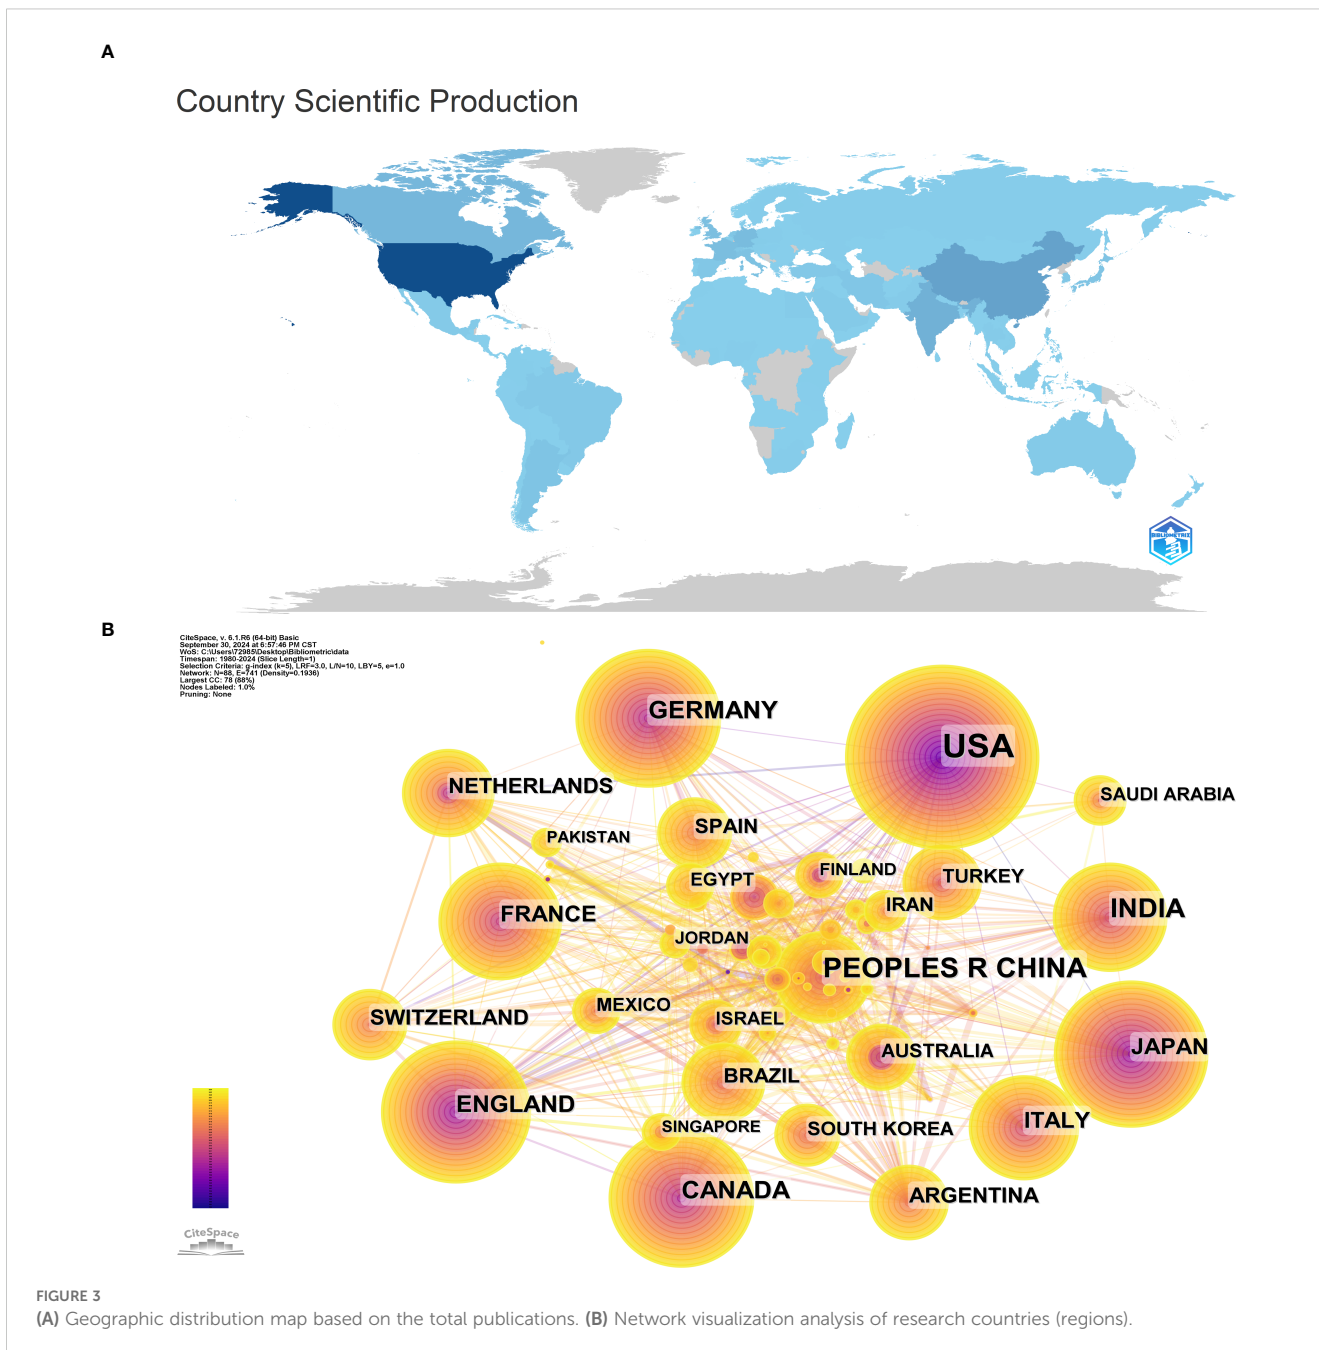 A
Country Scientific Production
BIBLIOMETRIX
B
CiteSpace, v. 6.1.R6 (64-bit) Basic
September 30, 2024 at 6:57:46 PM CST
WoS: C:\Users\72985\Desktop\Bibliometric\data
Timespan: 1980-2024 (Slice Length=1)
Selection Criteria: g-index (k=5), LRF=3.0, L/N=10, LBY=5, e=1.0
Network: N=88, E=741 (Density=0.1936)
Largest CC: 78 (88%)
Nodes Labeled: 1.0%
Pruning: None
GERMANY
USA
NETHERLANDS
SAUDI ARABIA
PAKISTAN
SPAIN
EGYPT
FINLAND
TURKEY
FRANCE
IRAN
INDIA
JORDAN
PEOPLES R CHINA
SWITZERLAND
MEXICO
ISRAEL
AUSTRALIA
JAPAN
BRAZIL
ENGLAND
SINGAPORE
SOUTH KOREA
ITALY
CANADA
ARGENTINA
CiteSpace
FIGURE 3
(A) Geographic distribution map based on the total publications. (B) Network visualization analysis of research countries (regions).